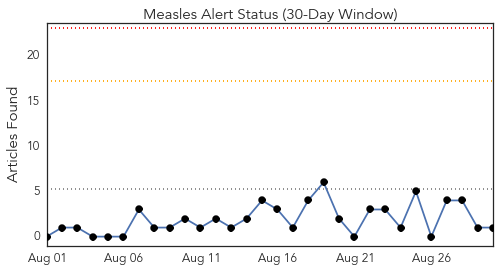 Measles Alert Status (30-Day Window)
Articles Found
20
15
10
5
0
Aug 01 Aug 06 Aug 11 Aug 16 Aug 21 Aug 26